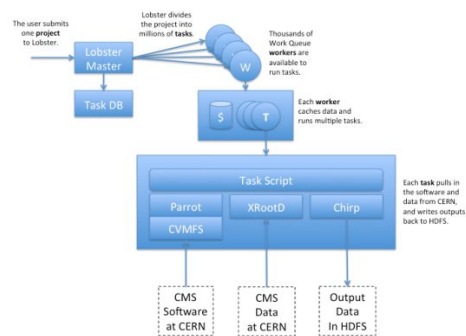 The user submits
one project
to Lobster.
Lobster divides
the project into
millions of tasks.
Thousands of
Work Queue
workers are
available to
run tasks.
Lobster
Master
W
Task DB
$
T
Each worker
caches data and
runs multiple tasks.
Task Script
Parrot
XRootD
Chirp
CVMFS
Each task pulls in
the software and
data from CERN,
and writes outputs
back to HDFS.
CMS
Software
at CERN
CMS
Data
at CERN
Output
Data
In HDFS